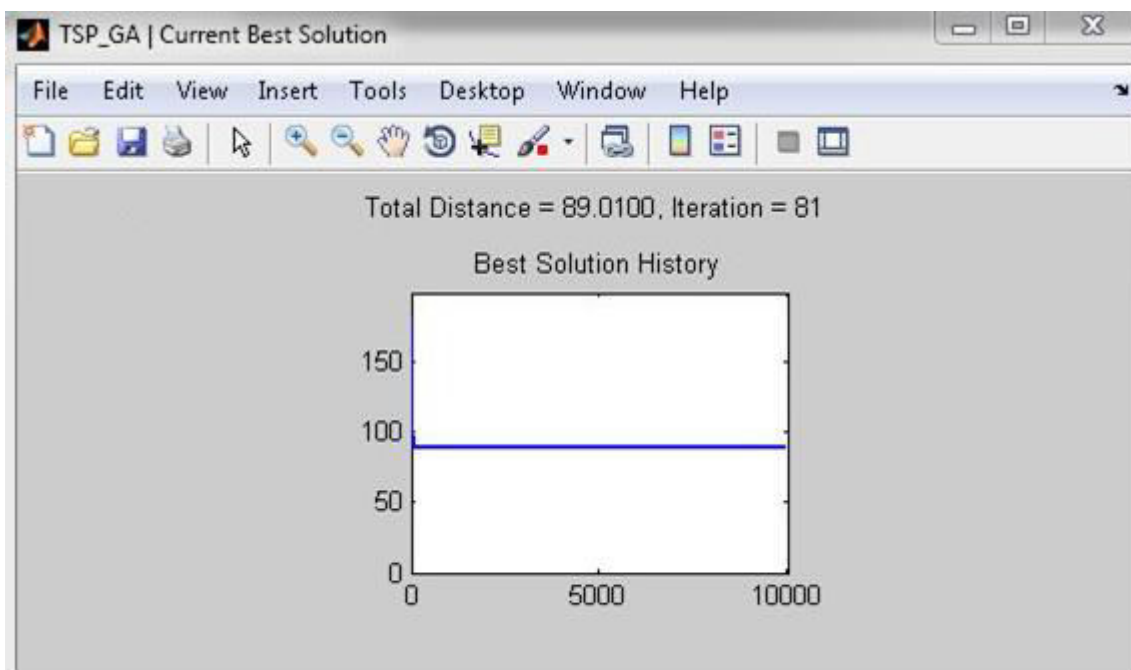 TSP_GA | Current Best Solution
File Edit View Insert Tools Desktop Window Help
Total Distance = 89.0100, Iteration = 81
Best Solution History
150
100
50
0
0 5000 10000